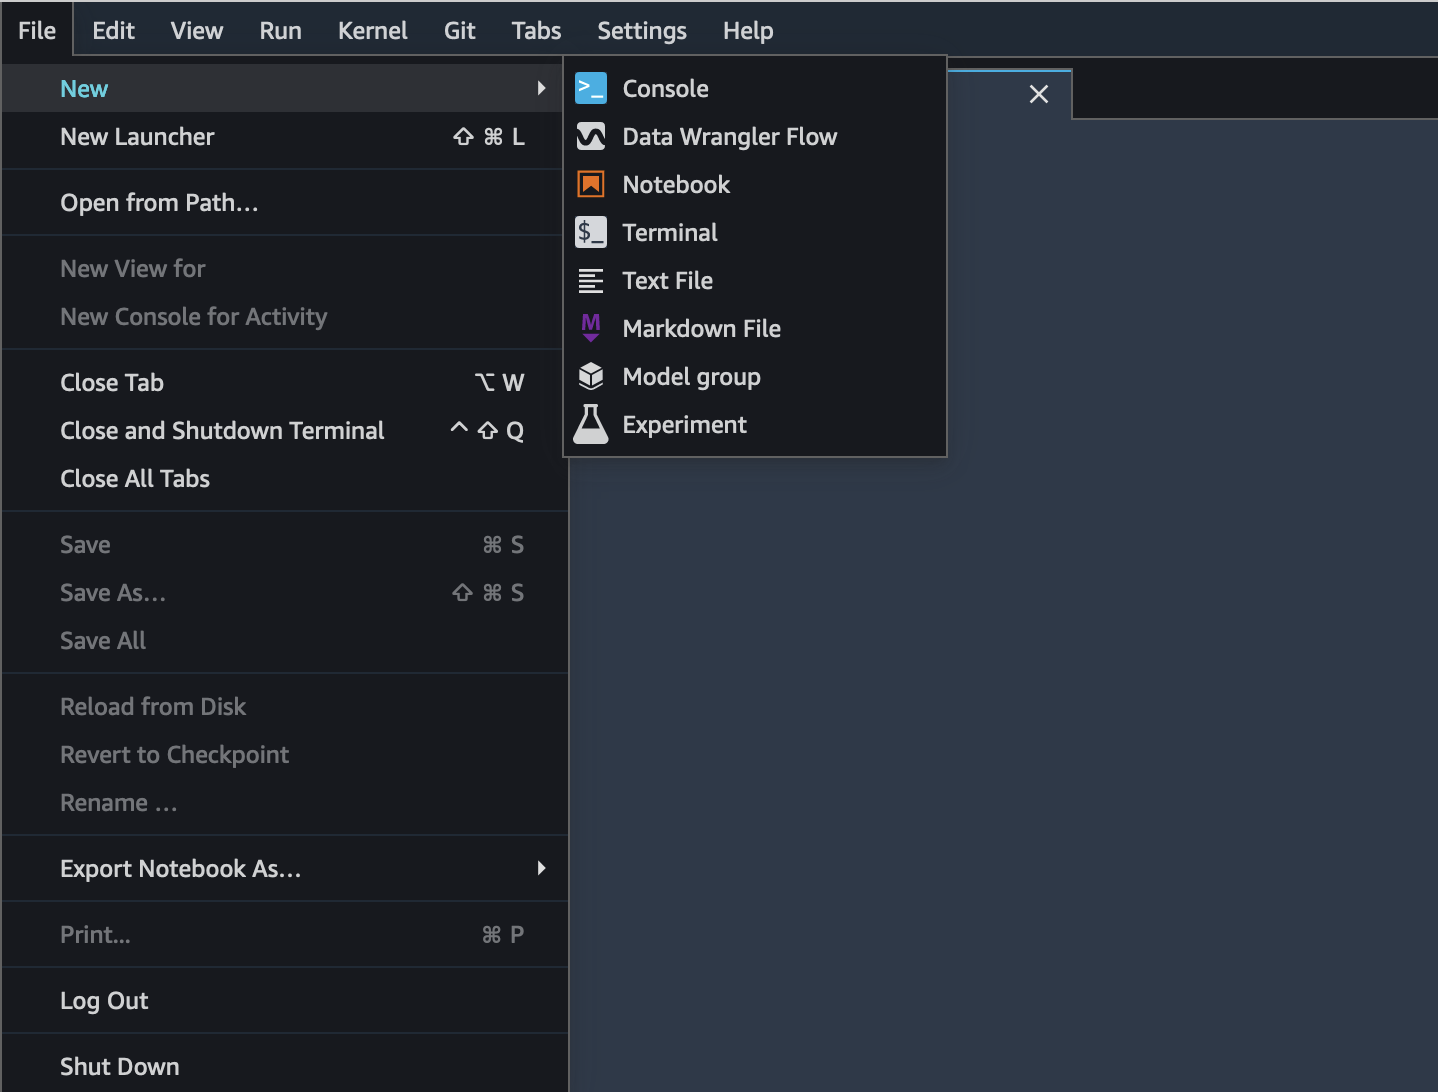 File Edit View Run Kernel Git Tabs Settings Help
New
New Launcher ⇧ ⌘ L
Open from Path…
New View for
New Console for Activity
Close Tab ⌥ W
Close and Shutdown Terminal ^ ⇧ Q
Close All Tabs
Save ⌘ S
Save As… ⇧ ⌘ S
Save All
Reload from Disk
Revert to Checkpoint
Rename …
Export Notebook As…
Print... ⌘ P
Log Out
Shut Down
>_ Console
Data Wrangler Flow
Notebook
$_ Terminal
Text File
M Markdown File
Model group
Experiment